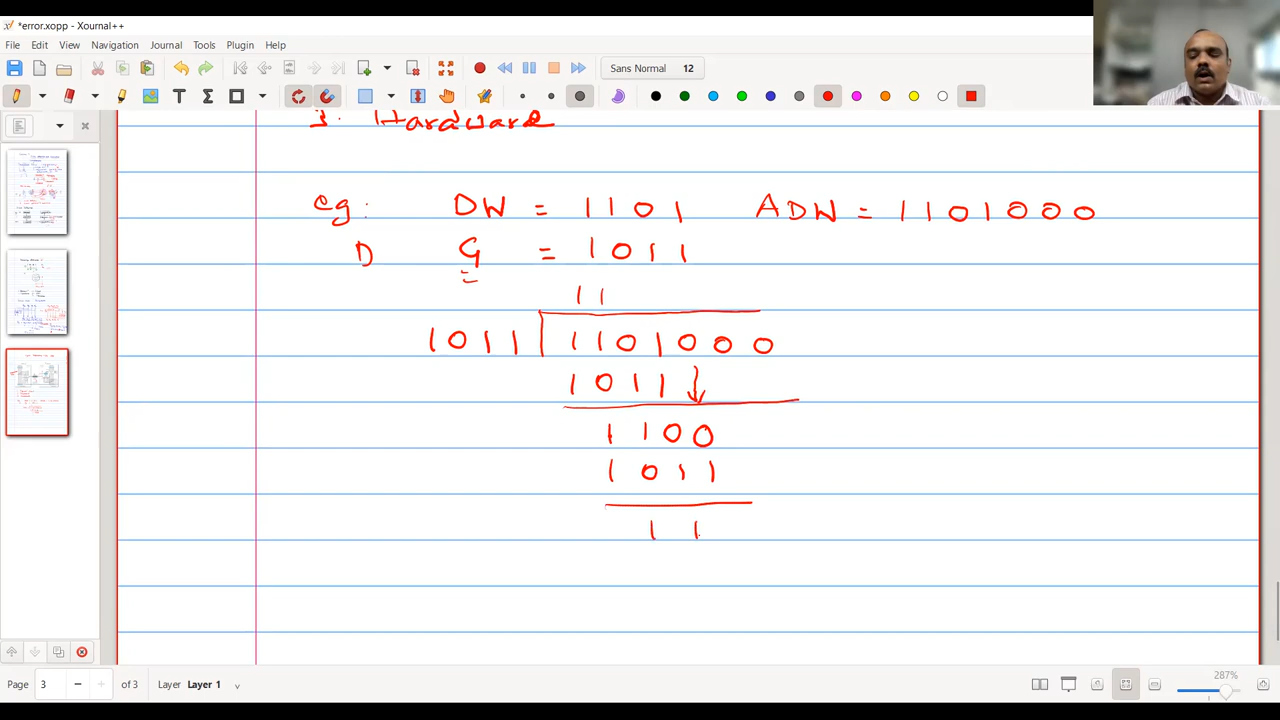 *error.xopp - Xournal++
File Edit View Navigation Journal Tools Plugin Help
Sans Normal 12
3. Hardware
eg: DW = 1101 ADW = 1101000
D G = 1011
11
1011 1101000
1011
1100
1011
11
Page 3 of 3 Layer Layer 1 287%